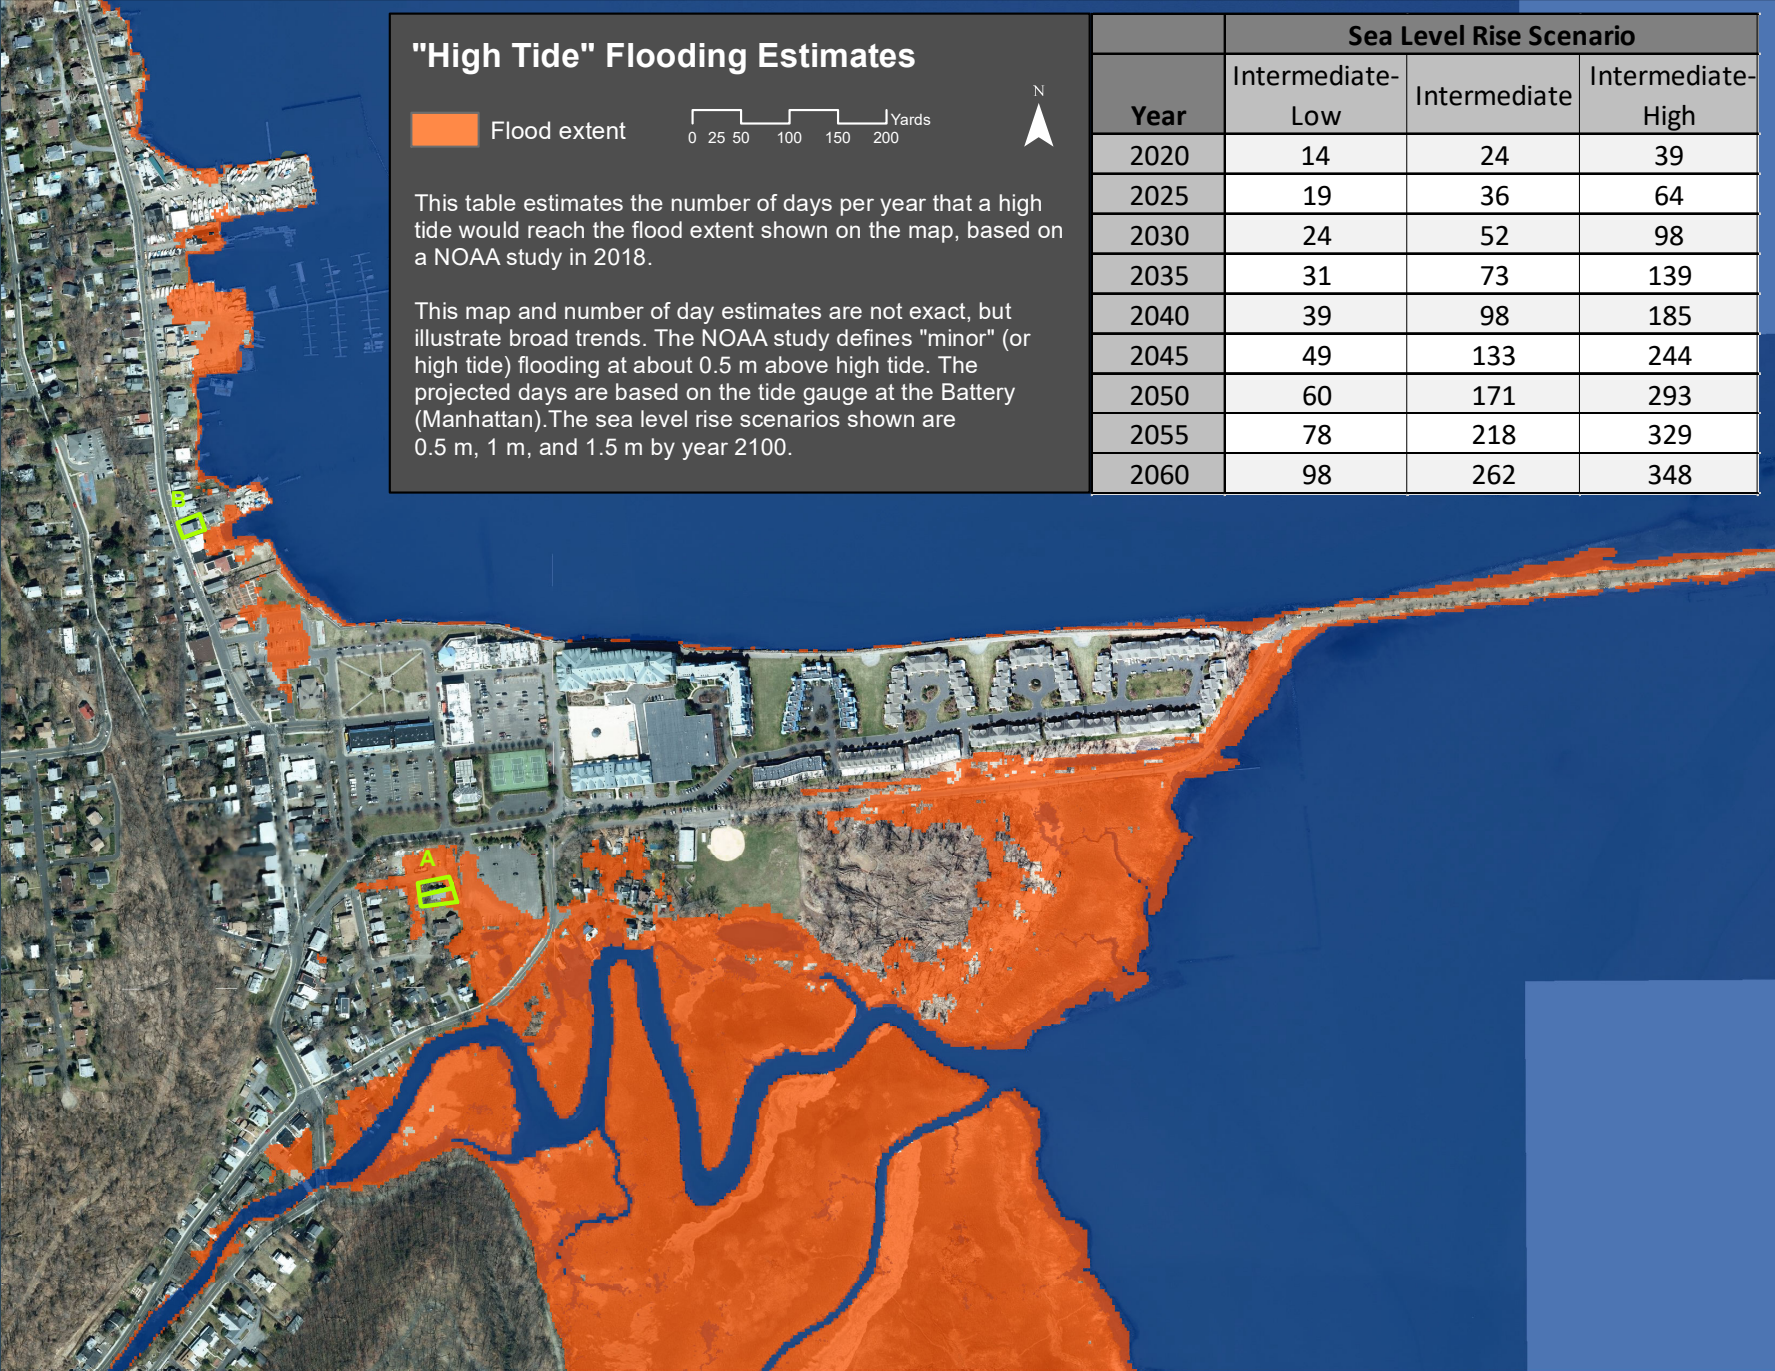 "High Tide" Flooding Estimates
Flood extent
Yards
0 25 50 100 150 200
N
This table estimates the number of days per year that a high
tide would reach the flood extent shown on the map, based on
a NOAA study in 2018.
This map and number of day estimates are not exact, but
illustrate broad trends. The NOAA study defines "minor" (or
high tide) flooding at about 0.5 m above high tide. The
projected days are based on the tide gauge at the Battery
(Manhattan).The sea level rise scenarios shown are
0.5 m, 1 m, and 1.5 m by year 2100.
Sea Level Rise Scenario
Year Intermediate-Low Intermediate Intermediate-High
2020 14 24 39
2025 19 36 64
2030 24 52 98
2035 31 73 139
2040 39 98 185
2045 49 133 244
2050 60 171 293
2055 78 218 329
2060 98 262 348
B
A